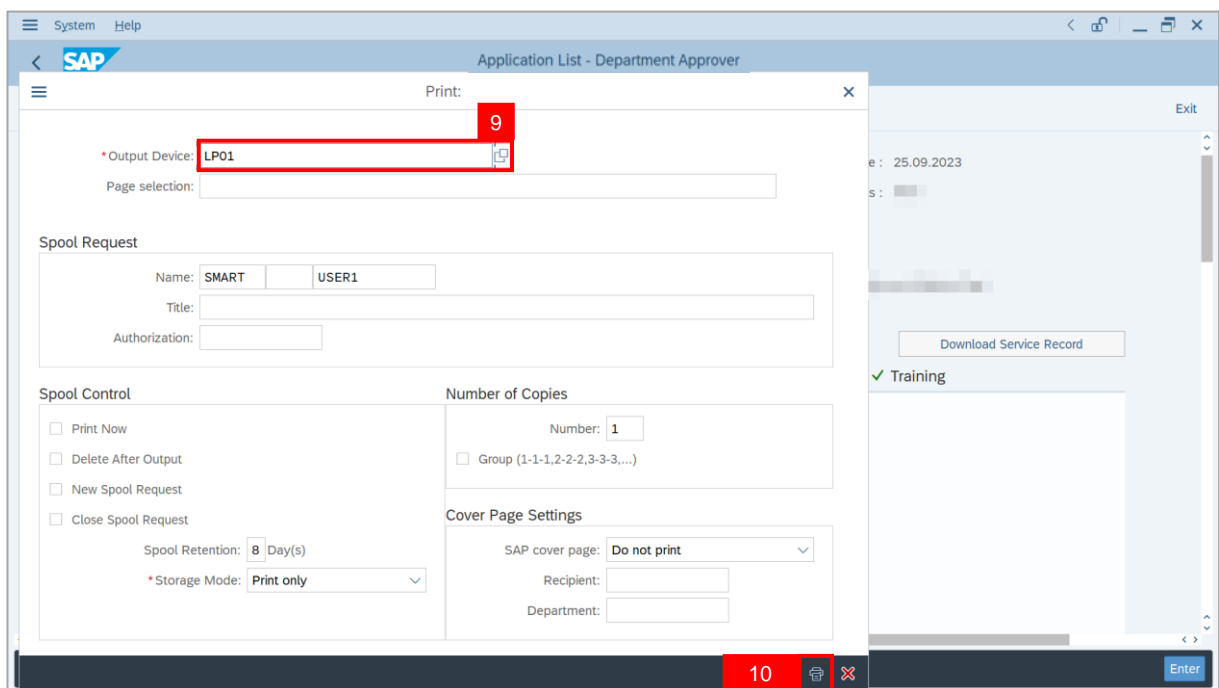 System Help
SAP Application List - Department Approver
Print:
Exit
9
*Output Device: LP01
e : 25.09.2023
Page selection:
s :
Spool Request
Name: SMART USER1
Title:
Authorization:
Download Service Record
Training
Spool Control
Number of Copies
Print Now
Number: 1
Delete After Output
Group (1-1-1,2-2-2,3-3-3,...)
New Spool Request
Close Spool Request
Cover Page Settings
Spool Retention: 8 Day(s)
SAP cover page: Do not print
*Storage Mode: Print only
Recipient:
Department:
10
Enter